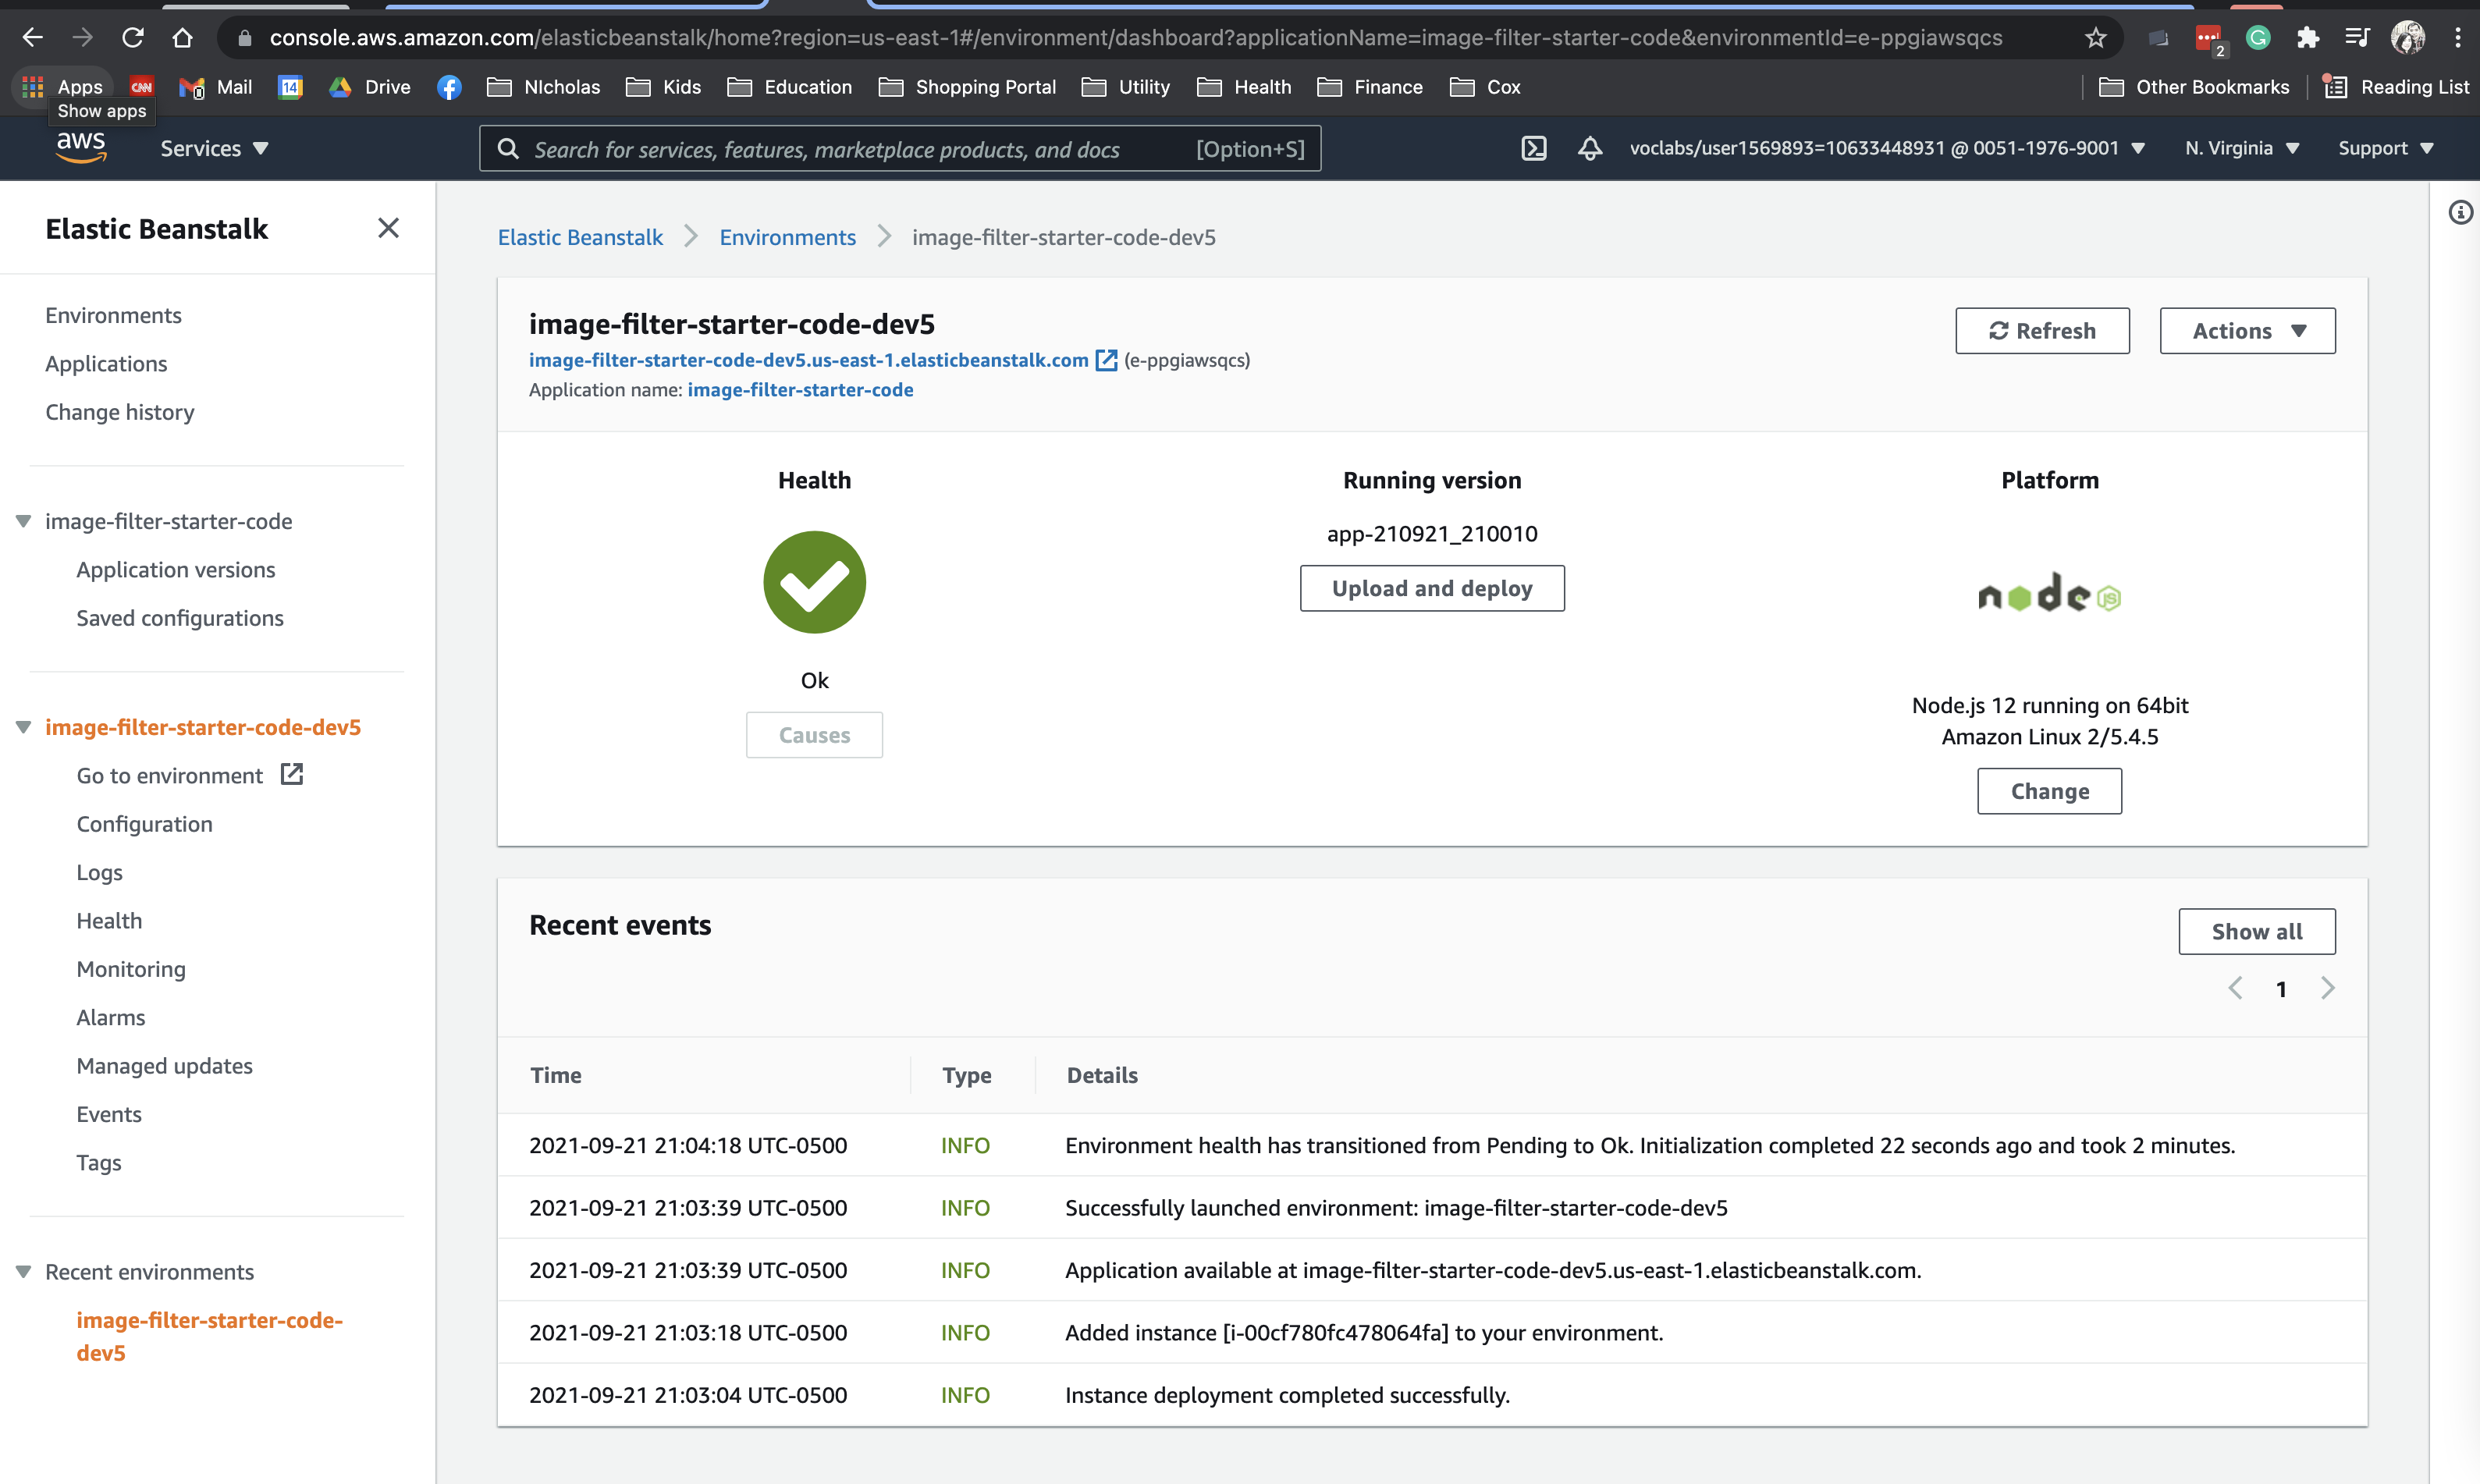 console.aws.amazon.com/elasticbeanstalk/home?region=us-east-1#/environment/dashboard?applicationName=image-filter-starter-code&environmentId=e-ppgiawsqcs
2
Apps
CNN
0
Mail
14
Drive
NIcholas
Kids
Education
Shopping Portal
Utility
Health
Finance
Cox
Other Bookmarks
Reading List
Show apps
aws
Services
Search for services, features, marketplace products, and docs
[Option+S]
voclabs/user1569893=10633448931 @ 0051-1976-9001
N. Virginia
Support
Elastic Beanstalk
Environments
Applications
Change history
image-filter-starter-code
Application versions
Saved configurations
image-filter-starter-code-dev5
Go to environment
Configuration
Logs
Health
Monitoring
Alarms
Managed updates
Events
Tags
Recent environments
image-filter-starter-code-
dev5
Elastic Beanstalk
Environments
image-filter-starter-code-dev5
image-filter-starter-code-dev5
image-filter-starter-code-dev5.us-east-1.elasticbeanstalk.com (e-ppgiawsqcs)
Application name: image-filter-starter-code
Refresh
Actions
Health
Ok
Causes
Running version
app-210921_210010
Upload and deploy
Platform
node JS
Node.js 12 running on 64bit
Amazon Linux 2/5.4.5
Change
Recent events
Show all
1
Time Type Details
2021-09-21 21:04:18 UTC-0500 INFO Environment health has transitioned from Pending to Ok. Initialization completed 22 seconds ago and took 2 minutes.
2021-09-21 21:03:39 UTC-0500 INFO Successfully launched environment: image-filter-starter-code-dev5
2021-09-21 21:03:39 UTC-0500 INFO Application available at image-filter-starter-code-dev5.us-east-1.elasticbeanstalk.com.
2021-09-21 21:03:18 UTC-0500 INFO Added instance [i-00cf780fc478064fa] to your environment.
2021-09-21 21:03:04 UTC-0500 INFO Instance deployment completed successfully.